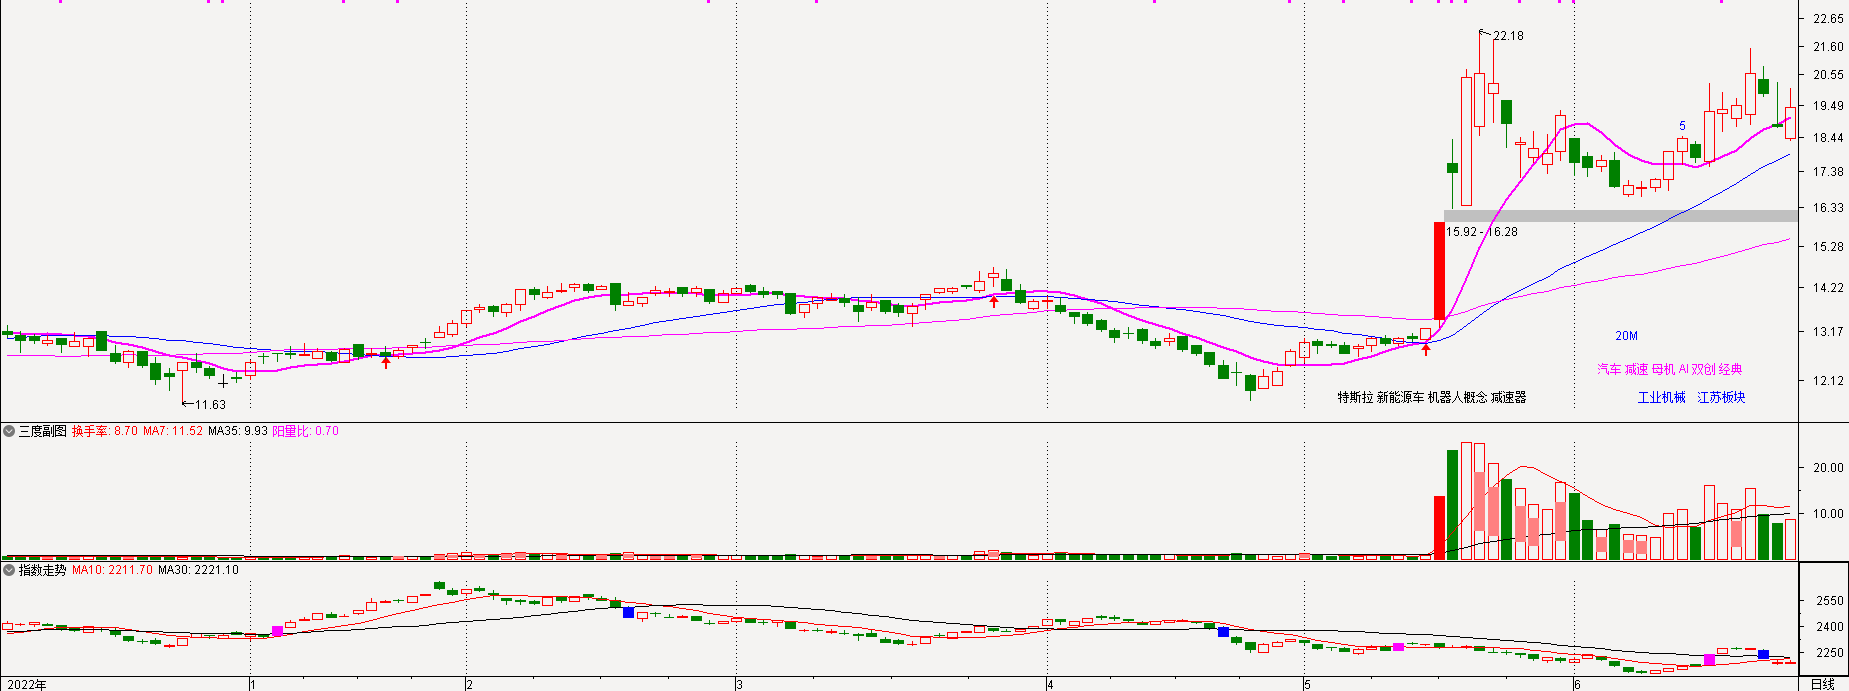 22.65
22.18
21.60
20.55
19.49
5
18.44
17.38
16.33
15.92 - 16.28
15.28
14.22
13.17
20M
汽车 减速 母机 AI 双创 经典
12.12
特斯拉 新能源车 机器人概念 减速器
工业机械 江苏板块
11.63
三度副图 换手率: 8.70 MA7: 11.52 MA35: 9.93 阳量比: 0.70
20.00
10.00
指数走势 MA10: 2211.70 MA30: 2221.10
2550
2400
2250
2022年 1 2 3 4 5 6 日线